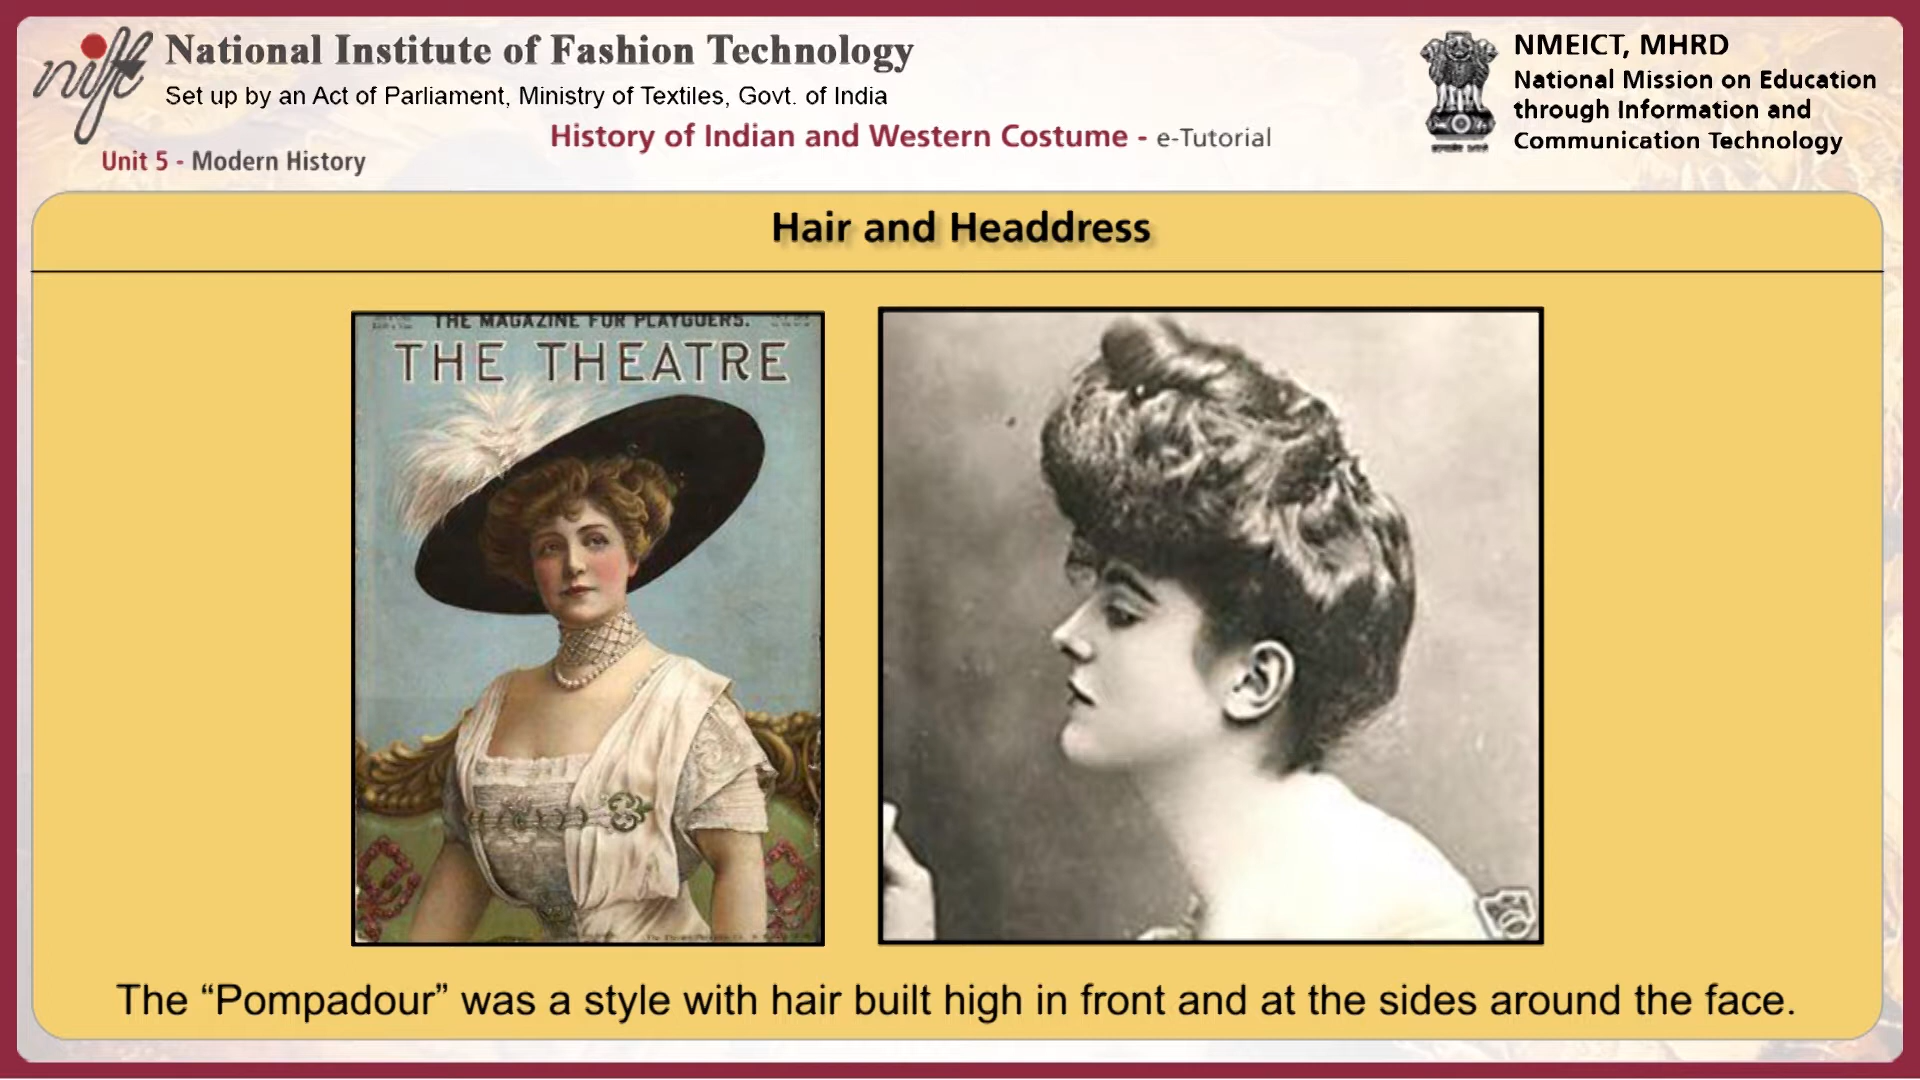 nift
National Institute of Fashion Technology
Set up by an Act of Parliament, Ministry of Textiles, Govt. of India
History of Indian and Western Costume - e-Tutorial
Unit 5 - Modern History
NMEICT, MHRD
National Mission on Education
through Information and
Communication Technology
Hair and Headdress
THE MAGAZINE FOR PLAYGOERS.
THE THEATRE
The “Pompadour” was a style with hair built high in front and at the sides around the face.